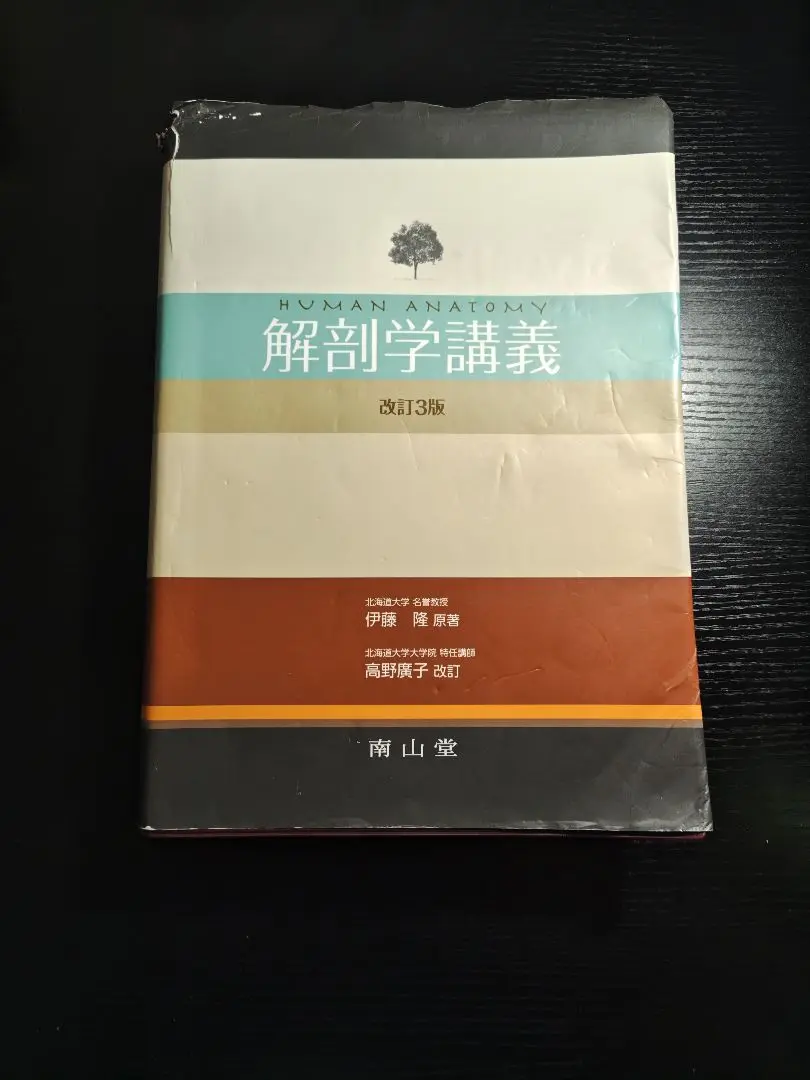 HUMAN ANATOMY
解剖学講義
改訂3版
北海道大学 名誉教授
伊藤 隆 原著
北海道大学大学院 特任講師
高野廣子 改訂
南山堂